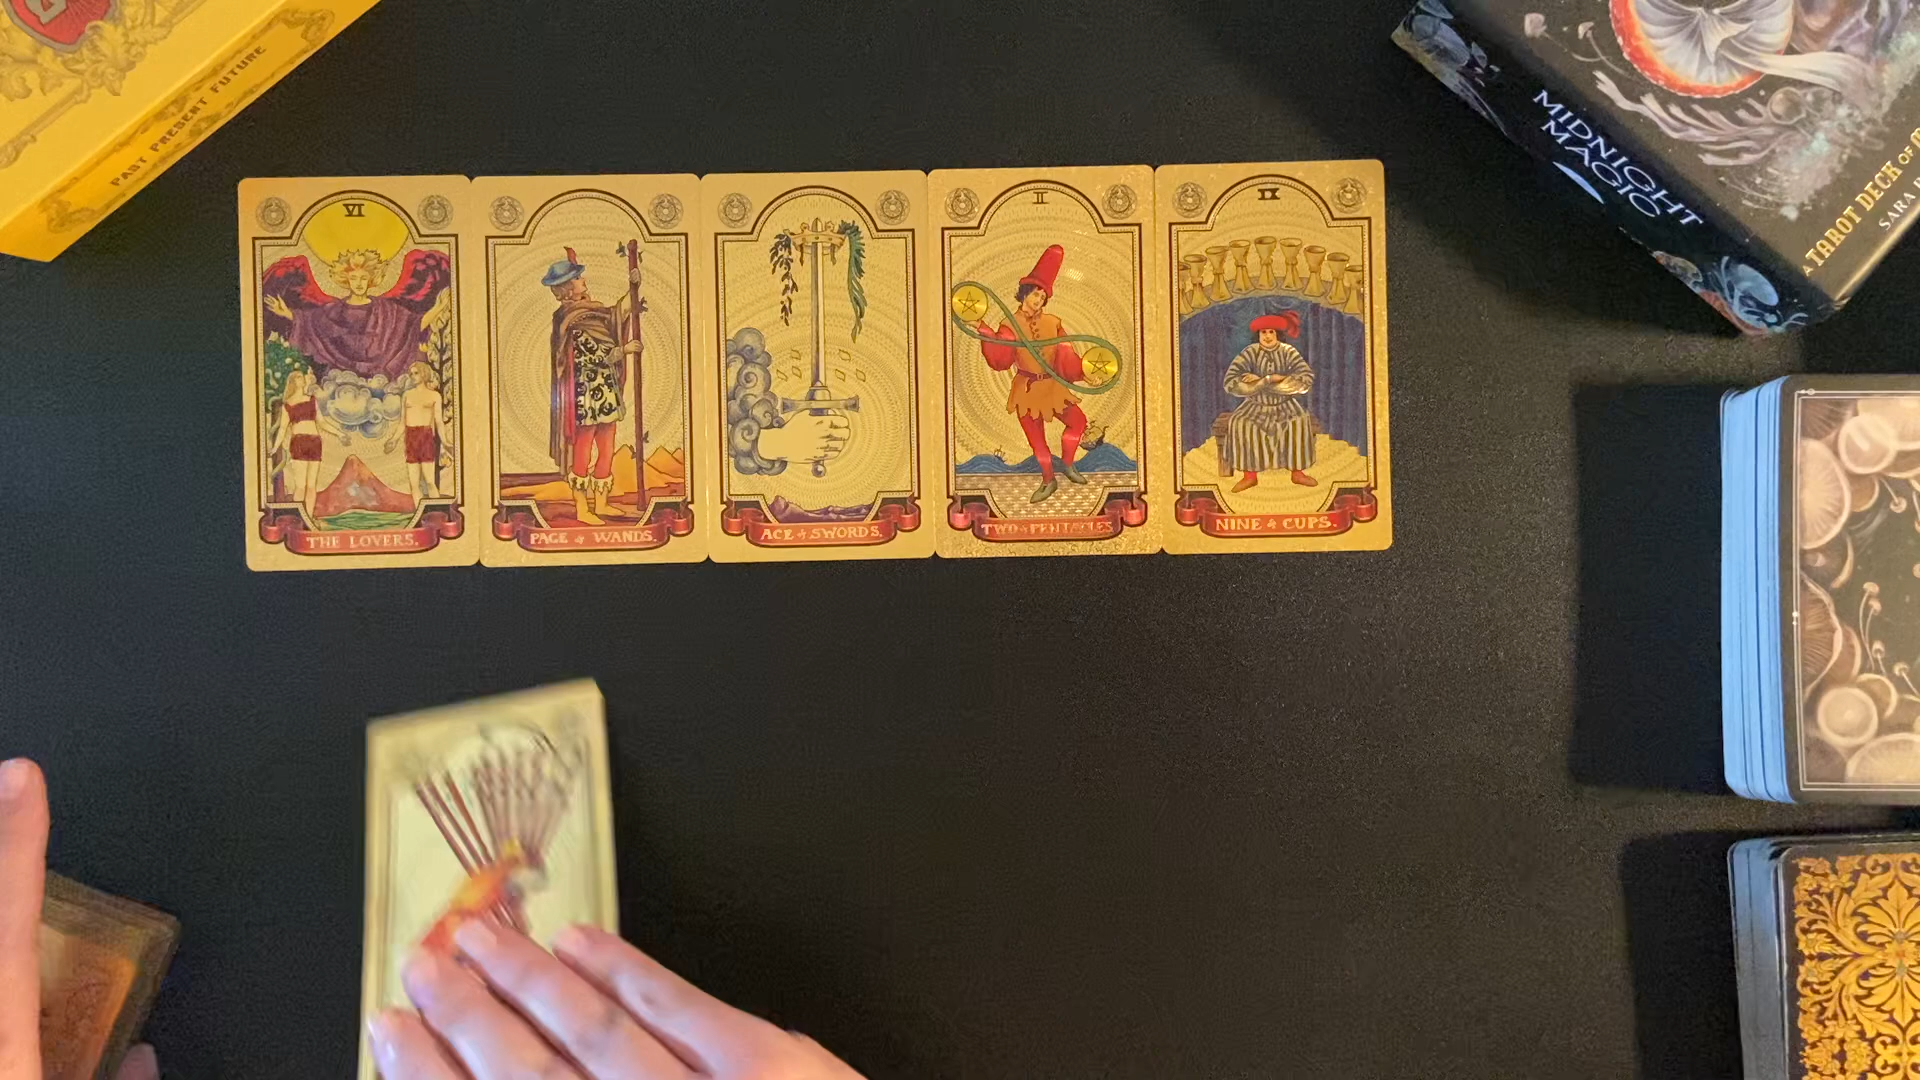 PAST PRESENT FUTURE
MIDNIGHT
MAGIC
A TAROT DECK OF
SARA
VI
THE LOVERS.
PAGE of WANDS.
ACE of SWORDS.
II
TWO of PENTACLES
IX
NINE of CUPS.